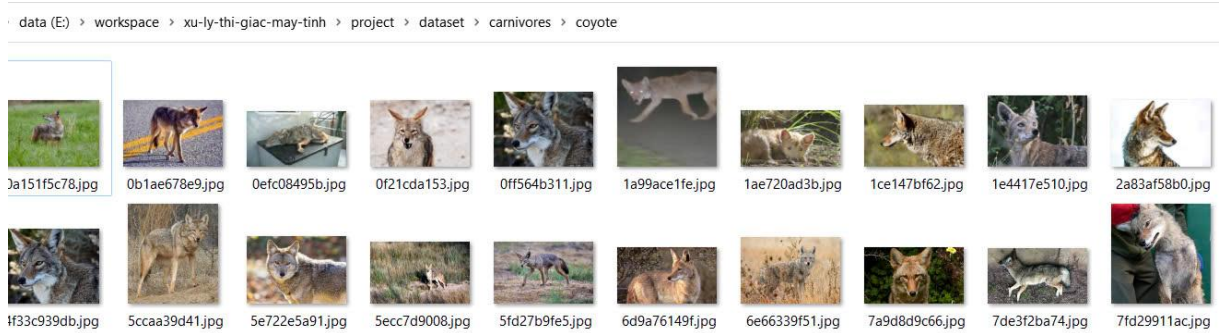 data (E:) > workspace > xu-ly-thi-giac-may-tinh > project > dataset > carnivores > coyote
0a151f5c78.jpg 0b1ae678e9.jpg 0efc08495b.jpg 0f21cda153.jpg 0ff564b311.jpg 1a99ace1fe.jpg 1ae720ad3b.jpg 1ce147bf62.jpg 1e4417e510.jpg 2a83af58b0.jpg
4f33c939db.jpg 5ccaa39d41.jpg 5e722e5a91.jpg 5ecc7d9008.jpg 5fd27b9fe5.jpg 6d9a76149f.jpg 6e66339f51.jpg 7a9d8d9c66.jpg 7de3f2ba74.jpg 7fd29911ac.jpg